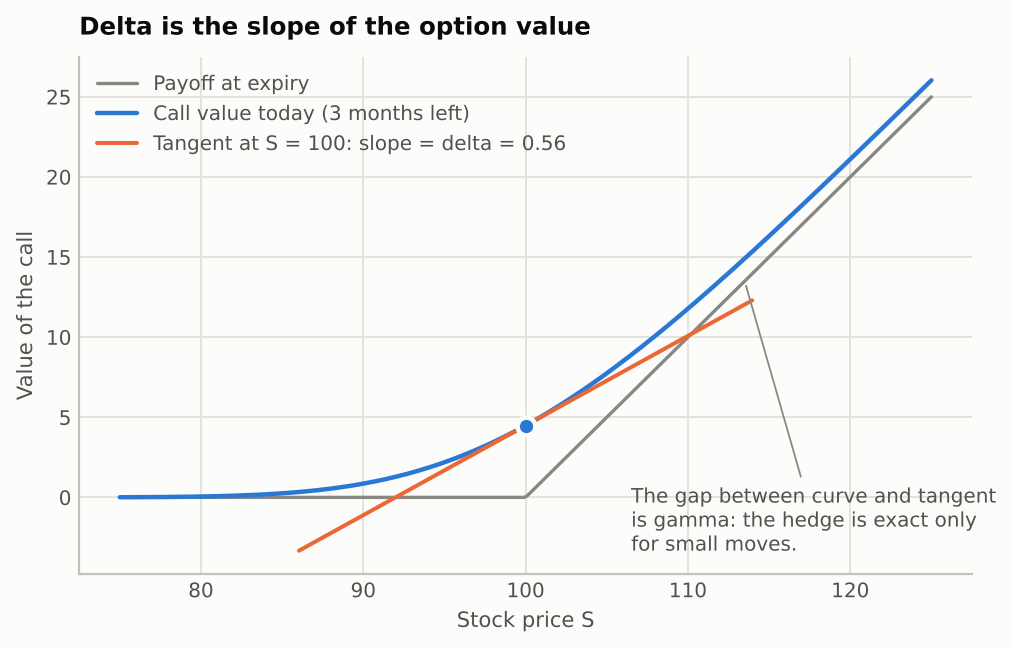 Delta is the slope of the option value
Payoff at expiry
Call value today (3 months left)
Tangent at S = 100: slope = delta = 0.56
Value of the call
25
20
15
10
5
0
The gap between curve and tangent
is gamma: the hedge is exact only
for small moves.
80
90
100
110
120
Stock price S